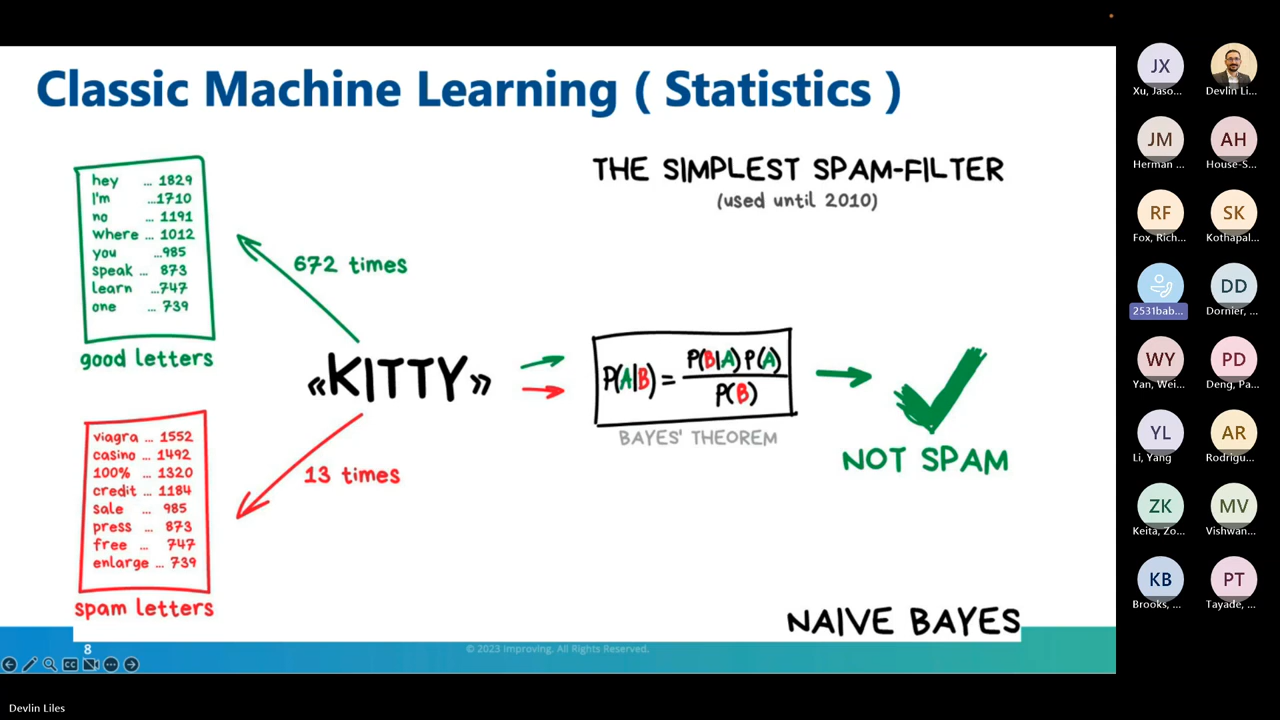 Classic Machine Learning ( Statistics )
THE SIMPLEST SPAM-FILTER
(used until 2010)
hey ... 1829
I'm ...1710
no ... 1191
where ... 1012
you ...985
speak ... 873
learn ...747
one ... 739
good letters
672 times
«KITTY»
P(A|B) = P(B|A) P(A)
P(B)
BAYES' THEOREM
NOT SPAM
13 times
viagra ... 1552
casino ... 1492
100% ... 1320
credit ... 1184
sale ... 985
press ... 873
free ... 747
enlarge ... 739
spam letters
NAIVE BAYES
8
© 2023 Improving. All Rights Reserved.
CC
Devlin Liles
JX
Xu, Jaso...
Devlin Li...
JM
AH
Herman ...
House-S...
RF
SK
Fox, Rich...
Kothapal...
DD
2531bab...
Dornier, ...
WY
PD
Yan, Wei...
Deng, Pa...
YL
AR
Li, Yang
Rodrigu...
ZK
MV
Keita, Zo...
Vishwan...
KB
PT
Brooks, ...
Tayade, ...